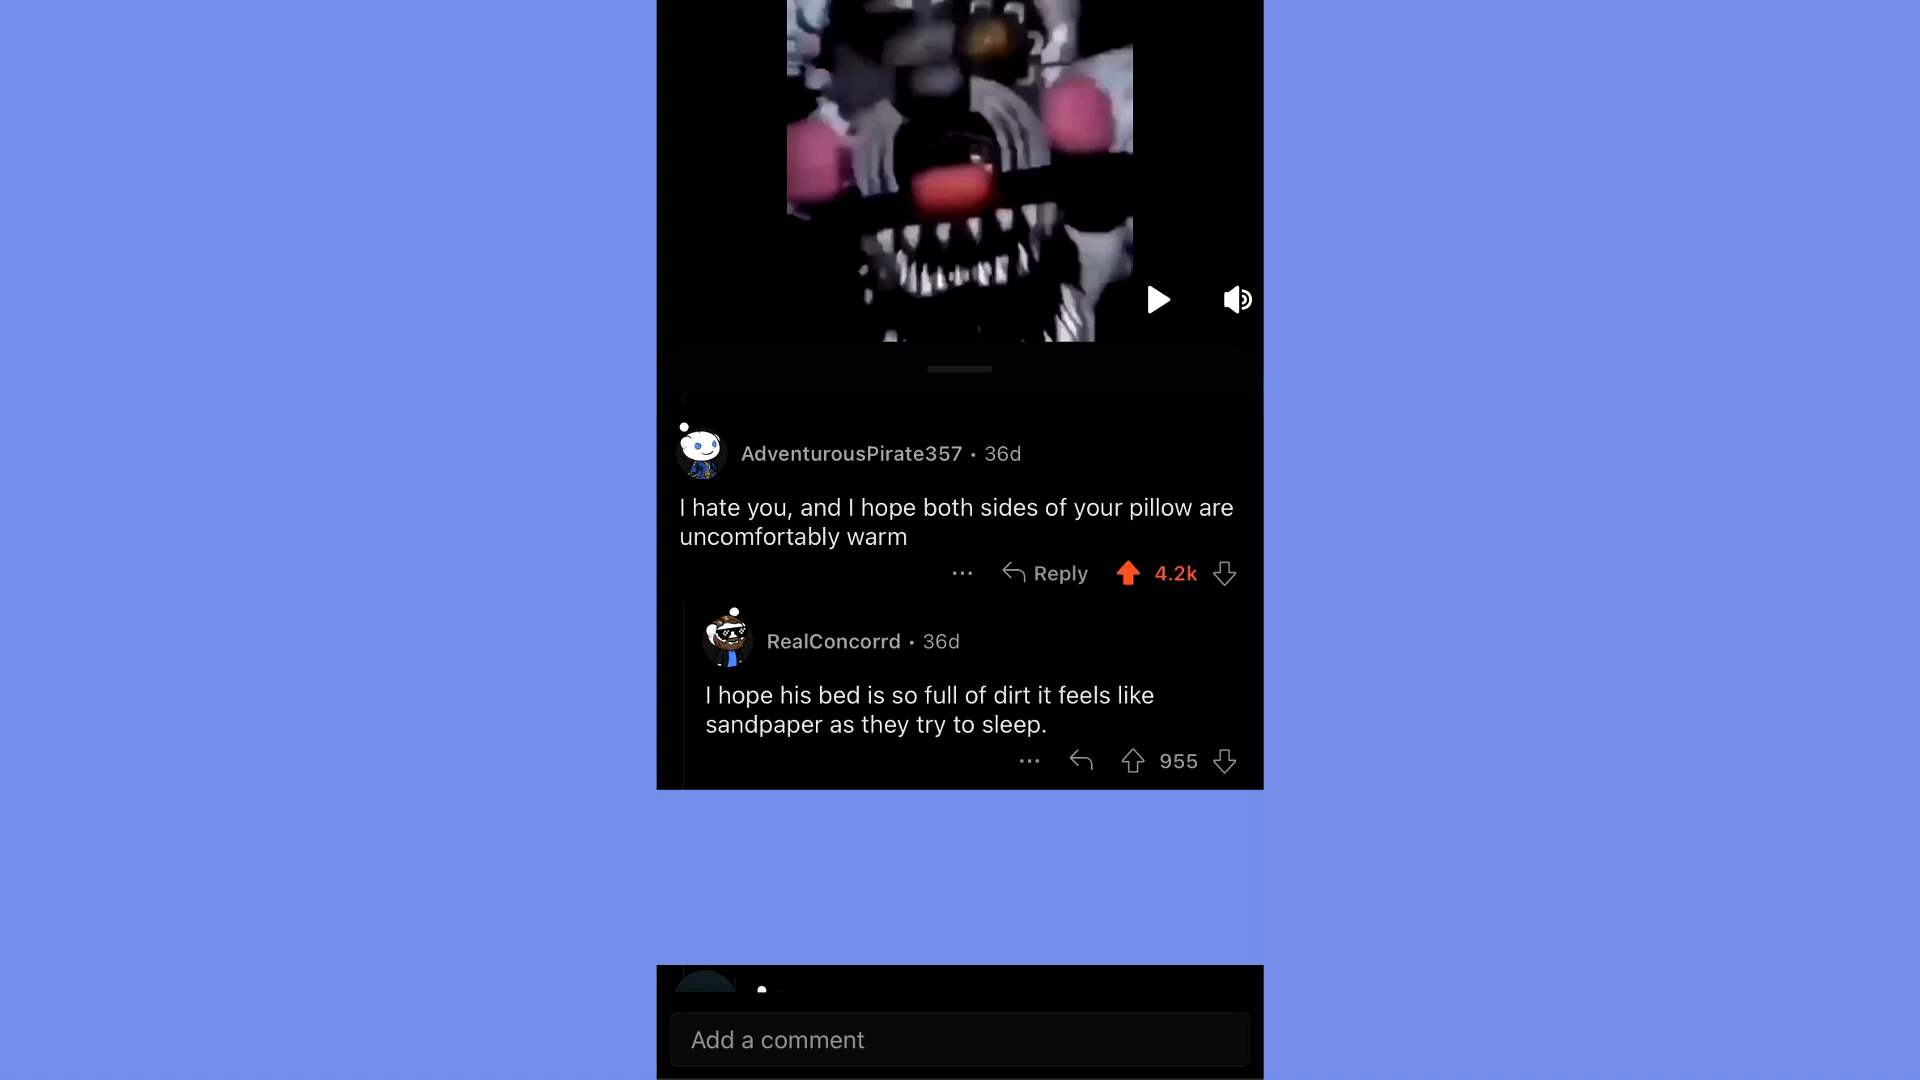 AdventurousPirate357 • 36d
I hate you, and I hope both sides of your pillow are
uncomfortably warm
Reply 4.2k
RealConcorrd • 36d
I hope his bed is so full of dirt it feels like
sandpaper as they try to sleep.
955
Add a comment